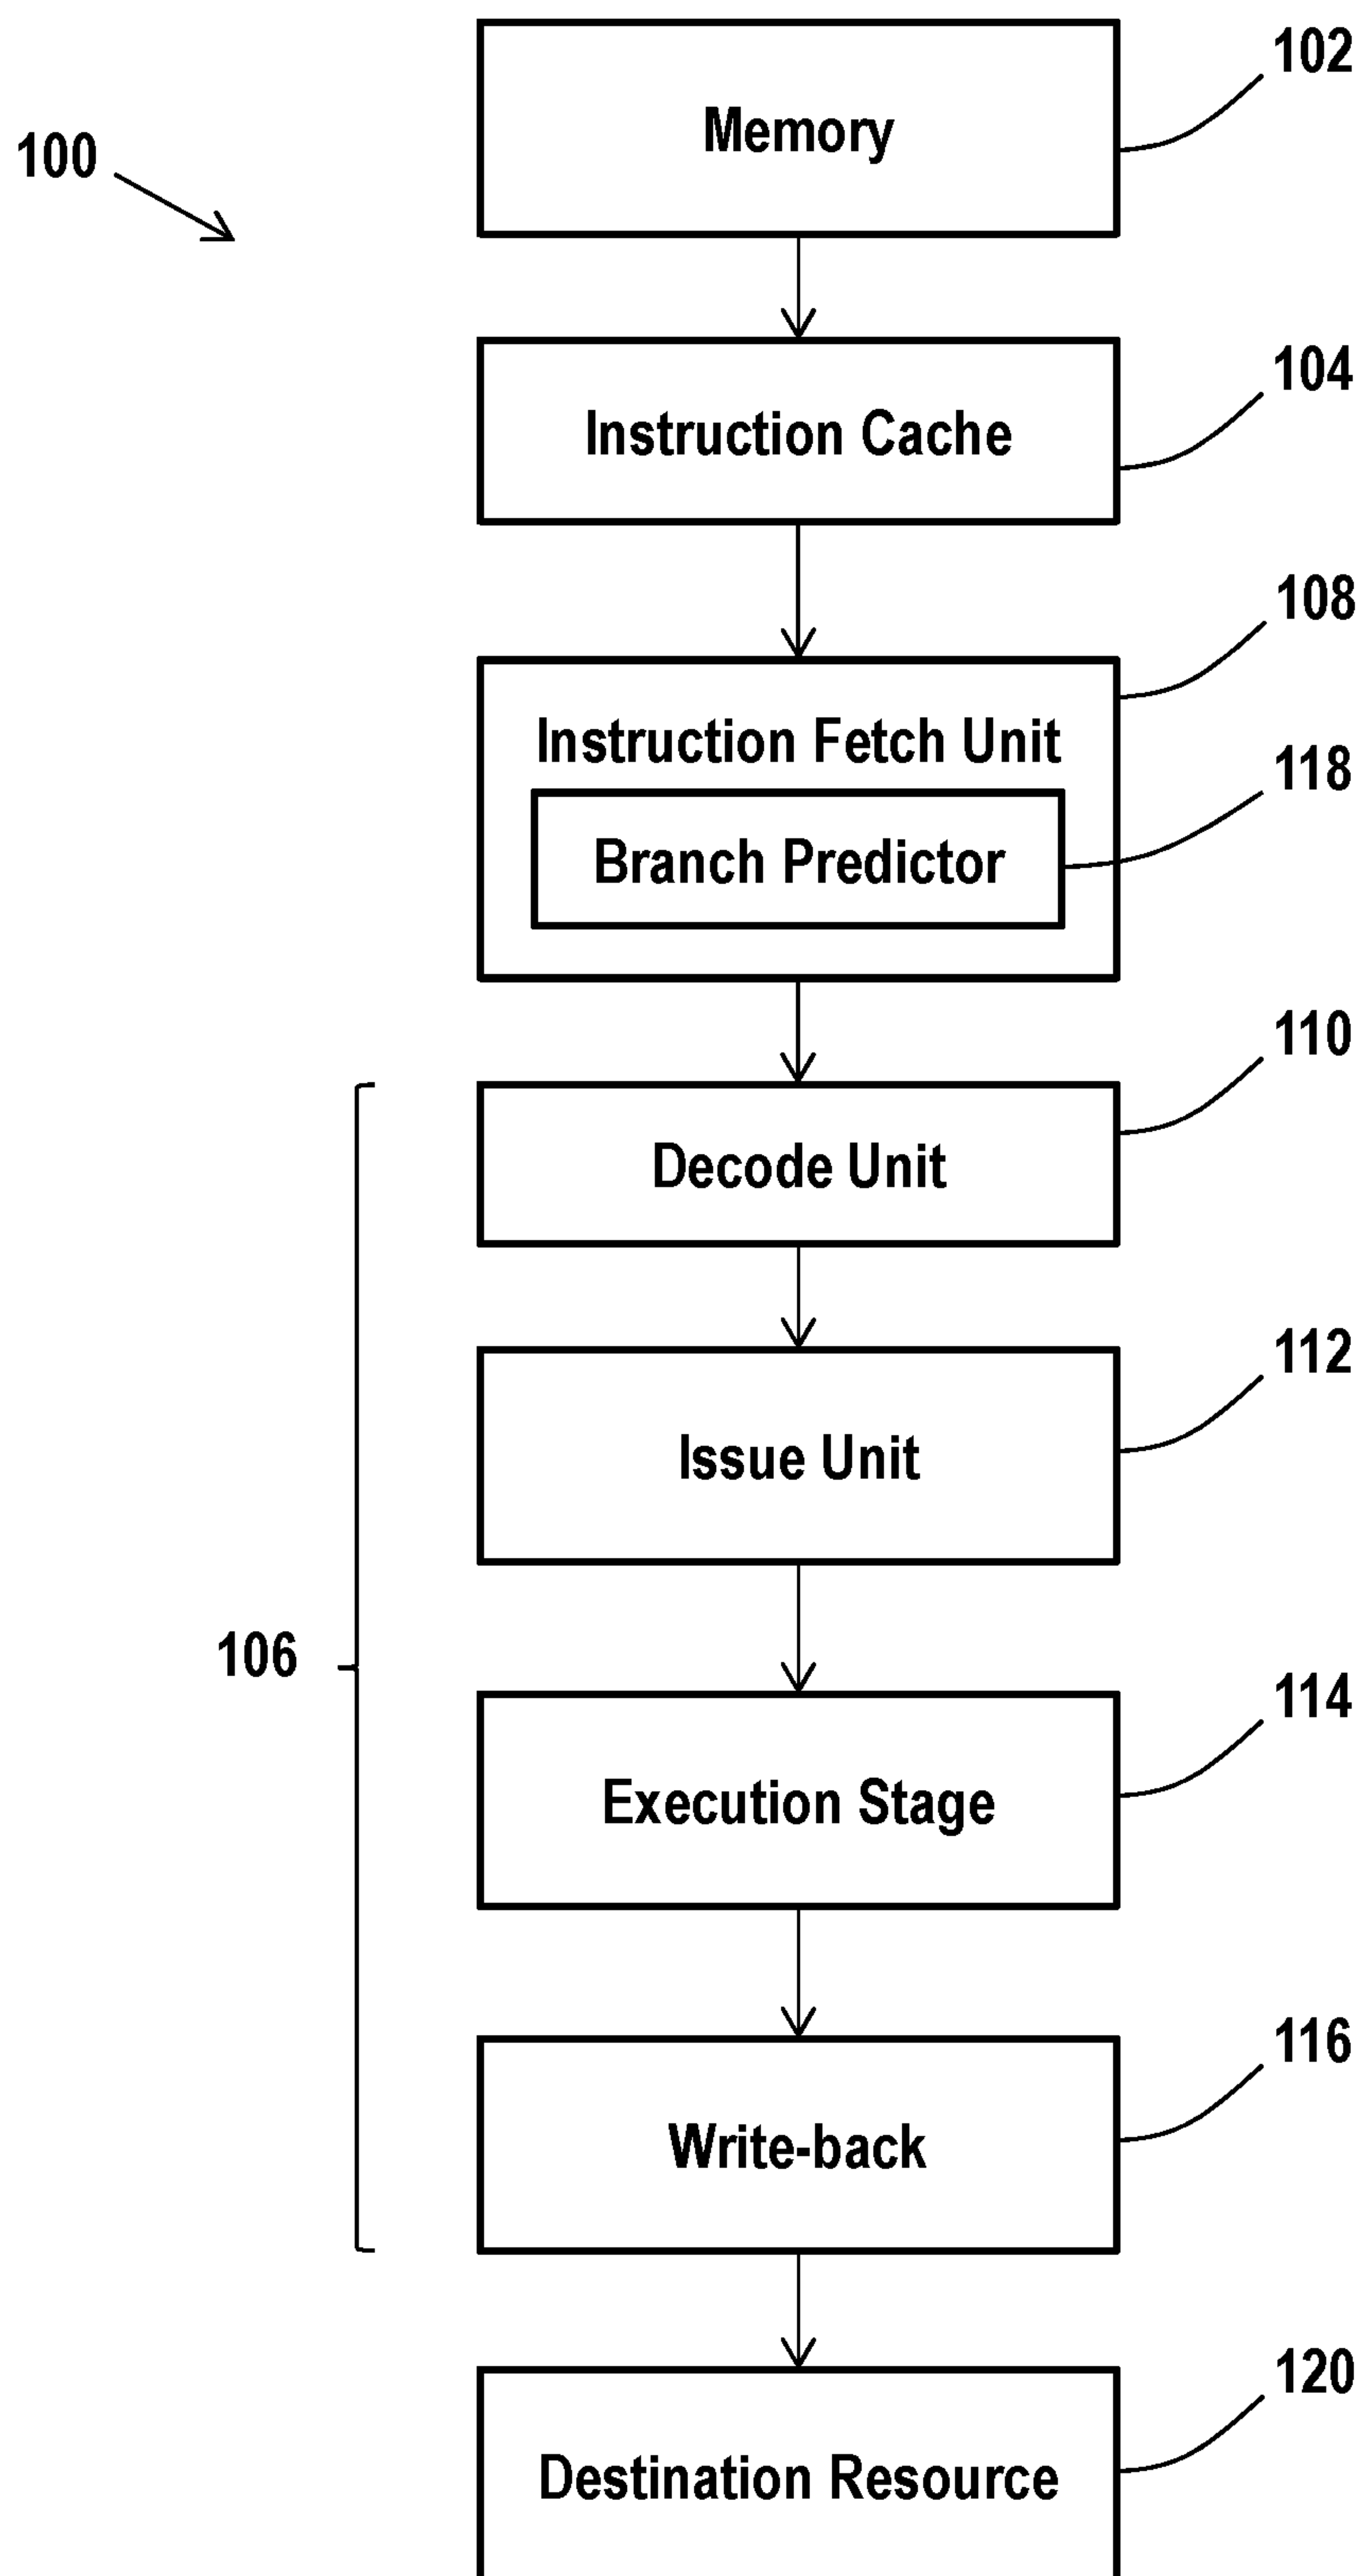 102
Memory
100
104
Instruction Cache
108
Instruction Fetch Unit
118
Branch Predictor
110
Decode Unit
112
Issue Unit
106
114
Execution Stage
116
Write-back
120
Destination Resource